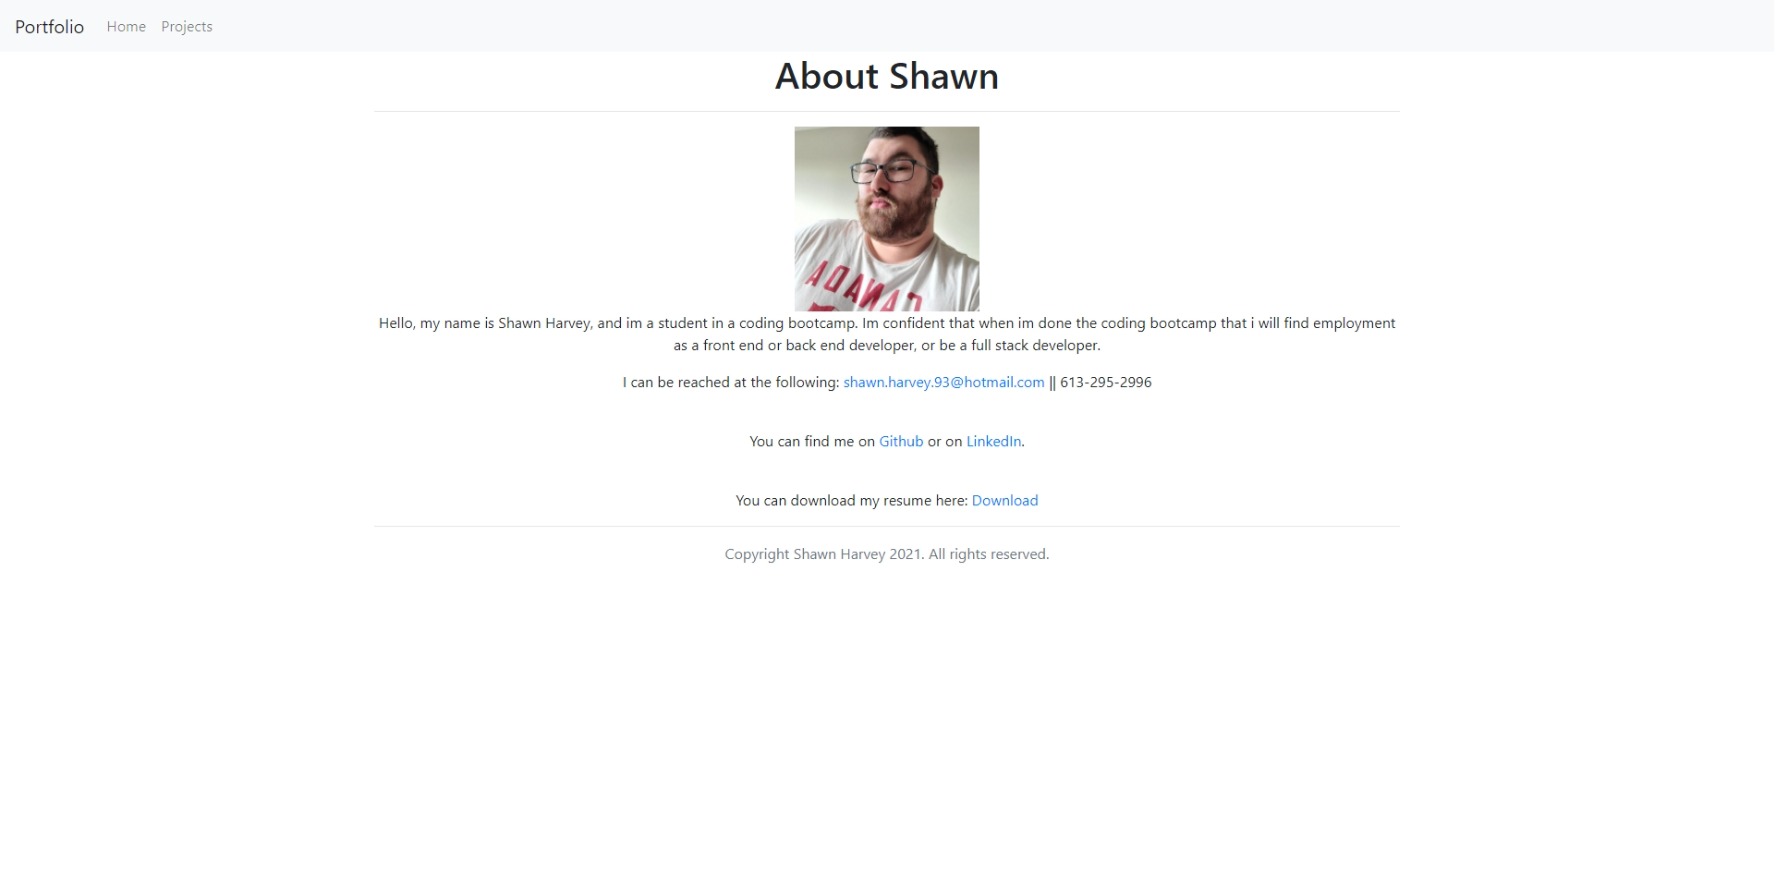 Portfolio Home Projects
About Shawn
CANADA
Hello, my name is Shawn Harvey, and im a student in a coding bootcamp. Im confident that when im done the coding bootcamp that i will find employment
as a front end or back end developer, or be a full stack developer.
I can be reached at the following: shawn.harvey.93@hotmail.com || 613-295-2996
You can find me on Github or on LinkedIn.
You can download my resume here: Download
Copyright Shawn Harvey 2021. All rights reserved.